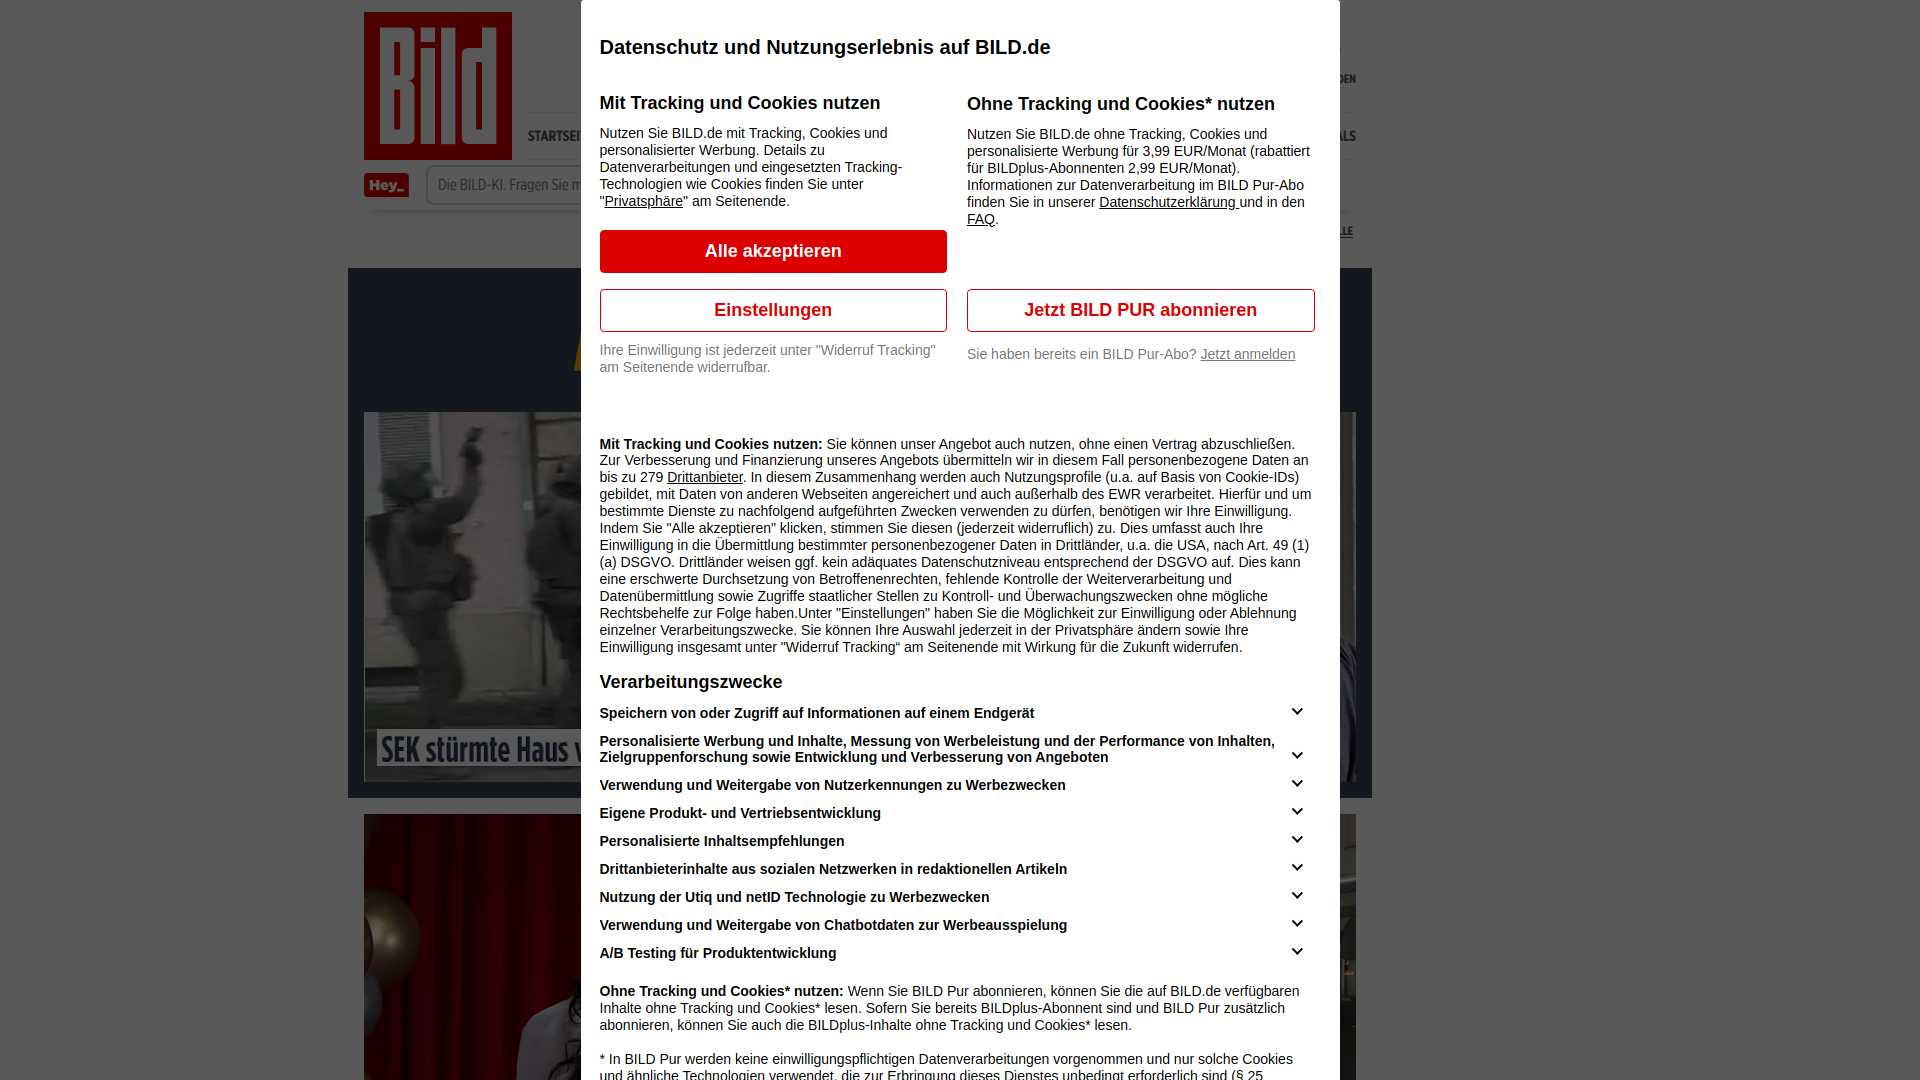 Bild
DEN
STARTSEI
ALS
Hey_
Die BILD-KI. Fragen Sie m
LLE
SEK stürmte Haus v
Datenschutz und Nutzungserlebnis auf BILD.de
Mit Tracking und Cookies nutzen
Nutzen Sie BILD.de mit Tracking, Cookies und
personalisierter Werbung. Details zu
Datenverarbeitungen und eingesetzten Tracking-
Technologien wie Cookies finden Sie unter
"Privatsphäre" am Seitenende.
Alle akzeptieren
Einstellungen
Ihre Einwilligung ist jederzeit unter "Widerruf Tracking"
am Seitenende widerrufbar.
Ohne Tracking und Cookies* nutzen
Nutzen Sie BILD.de ohne Tracking, Cookies und
personalisierte Werbung für 3,99 EUR/Monat (rabattiert
für BILDplus-Abonnenten 2,99 EUR/Monat).
Informationen zur Datenverarbeitung im BILD Pur-Abo
finden Sie in unserer Datenschutzerklärung und in den
FAQ.
Jetzt BILD PUR abonnieren
Sie haben bereits ein BILD Pur-Abo? Jetzt anmelden
Mit Tracking und Cookies nutzen: Sie können unser Angebot auch nutzen, ohne einen Vertrag abzuschließen.
Zur Verbesserung und Finanzierung unseres Angebots übermitteln wir in diesem Fall personenbezogene Daten an
bis zu 279 Drittanbieter. In diesem Zusammenhang werden auch Nutzungsprofile (u.a. auf Basis von Cookie-IDs)
gebildet, mit Daten von anderen Webseiten angereichert und auch außerhalb des EWR verarbeitet. Hierfür und um
bestimmte Dienste zu nachfolgend aufgeführten Zwecken verwenden zu dürfen, benötigen wir Ihre Einwilligung.
Indem Sie "Alle akzeptieren" klicken, stimmen Sie diesen (jederzeit widerruflich) zu. Dies umfasst auch Ihre
Einwilligung in die Übermittlung bestimmter personenbezogener Daten in Drittländer, u.a. die USA, nach Art. 49 (1)
(a) DSGVO. Drittländer weisen ggf. kein adäquates Datenschutzniveau entsprechend der DSGVO auf. Dies kann
eine erschwerte Durchsetzung von Betroffenenrechten, fehlende Kontrolle der Weiterverarbeitung und
Datenübermittlung sowie Zugriffe staatlicher Stellen zu Kontroll- und Überwachungszwecken ohne mögliche
Rechtsbehelfe zur Folge haben.Unter "Einstellungen" haben Sie die Möglichkeit zur Einwilligung oder Ablehnung
einzelner Verarbeitungszwecke. Sie können Ihre Auswahl jederzeit in der Privatsphäre ändern sowie Ihre
Einwilligung insgesamt unter "Widerruf Tracking“ am Seitenende mit Wirkung für die Zukunft widerrufen.
Verarbeitungszwecke
Speichern von oder Zugriff auf Informationen auf einem Endgerät
Personalisierte Werbung und Inhalte, Messung von Werbeleistung und der Performance von Inhalten,
Zielgruppenforschung sowie Entwicklung und Verbesserung von Angeboten
Verwendung und Weitergabe von Nutzerkennungen zu Werbezwecken
Eigene Produkt- und Vertriebsentwicklung
Personalisierte Inhaltsempfehlungen
Drittanbieterinhalte aus sozialen Netzwerken in redaktionellen Artikeln
Nutzung der Utiq und netID Technologie zu Werbezwecken
Verwendung und Weitergabe von Chatbotdaten zur Werbeausspielung
A/B Testing für Produktentwicklung
Ohne Tracking und Cookies* nutzen: Wenn Sie BILD Pur abonnieren, können Sie die auf BILD.de verfügbaren
Inhalte ohne Tracking und Cookies* lesen. Sofern Sie bereits BILDplus-Abonnent sind und BILD Pur zusätzlich
abonnieren, können Sie auch die BILDplus-Inhalte ohne Tracking und Cookies* lesen.
* In BILD Pur werden keine einwilligungspflichtigen Datenverarbeitungen vorgenommen und nur solche Cookies
und ähnliche Technologien verwendet, die zur Erbringung dieses Dienstes unbedingt erforderlich sind (§ 25